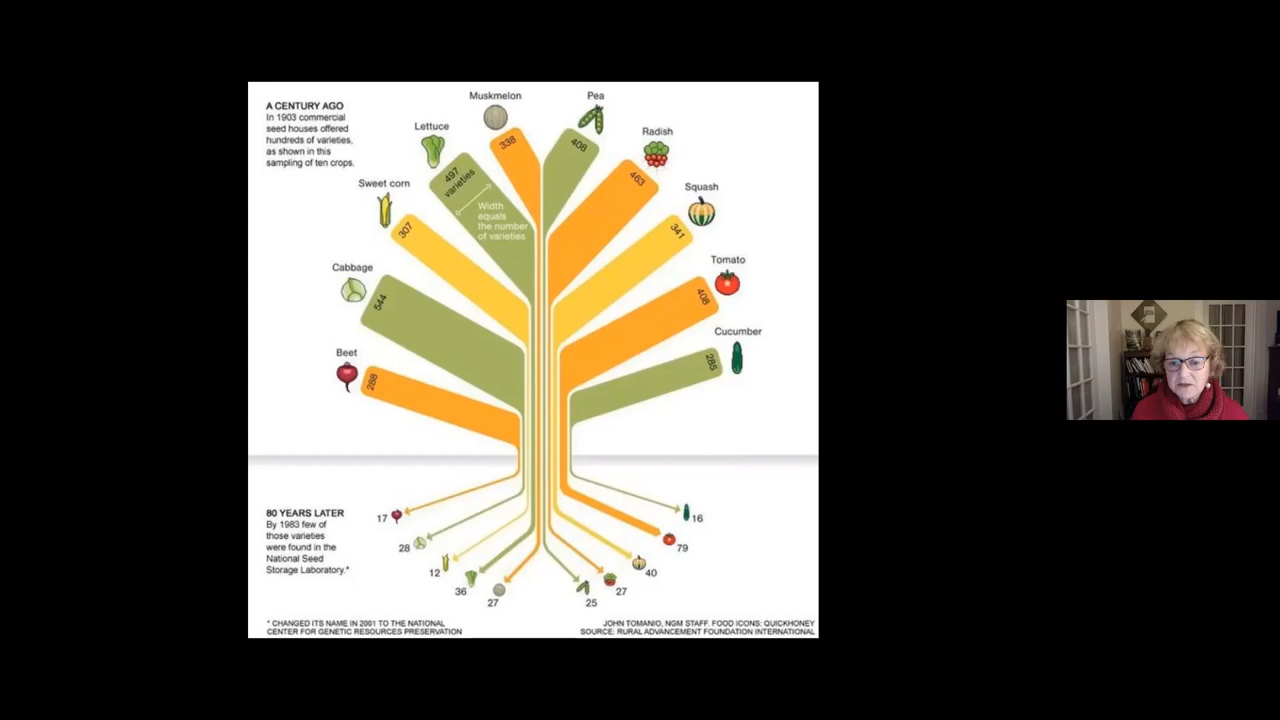 A CENTURY AGO
In 1903 commercial
seed houses offered
hundreds of varieties,
as shown in this
sampling of ten crops.
Muskmelon
338
Pea
408
Lettuce
497
varieties
Width
equals
the number
of varieties
Radish
463
Sweet corn
307
Squash
341
Cabbage
544
Tomato
408
Beet
288
Cucumber
285
80 YEARS LATER
By 1983 few of
those varieties
were found in the
National Seed
Storage Laboratory.*
17
28
12
36
27
25
27
40
79
16
* CHANGED ITS NAME IN 2001 TO THE NATIONAL
CENTER FOR GENETIC RESOURCES PRESERVATION
JOHN TOMANIO, NGM STAFF. FOOD ICONS: QUICKHONEY
SOURCE: RURAL ADVANCEMENT FOUNDATION INTERNATIONAL